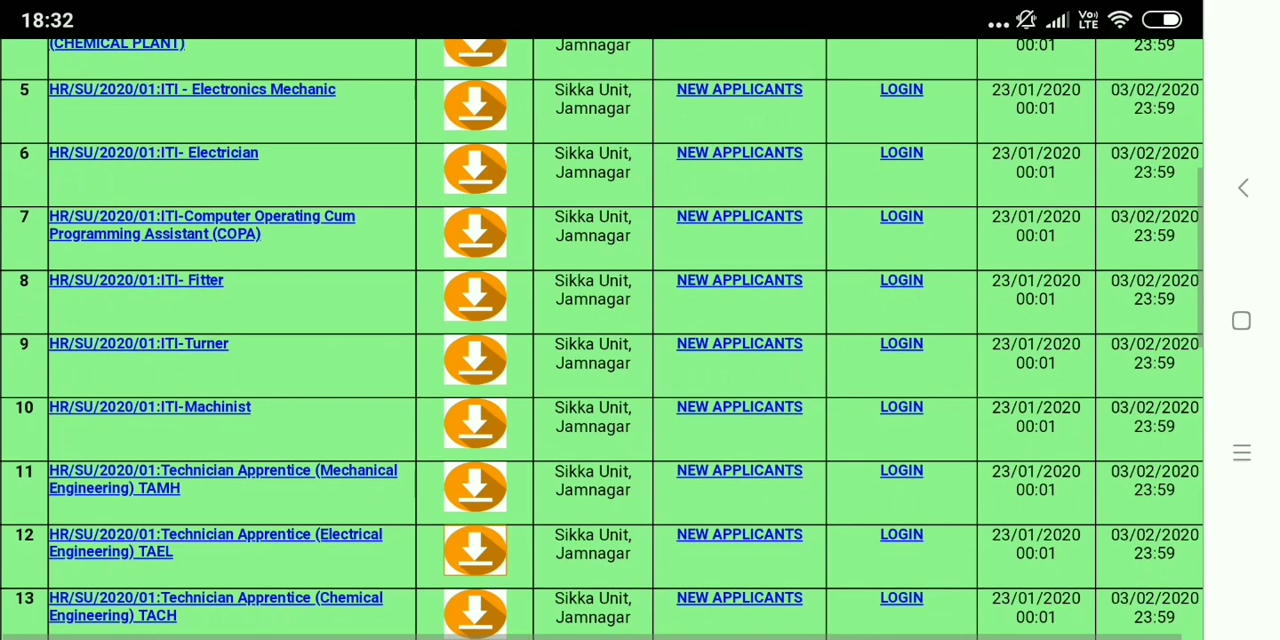 18:32
Vo) LTE
(CHEMICAL PLANT) Jamnagar 00:01 23:59
5 HR/SU/2020/01:ITI - Electronics Mechanic Sikka Unit, NEW APPLICANTS LOGIN 23/01/2020 03/02/2020
Jamnagar 00:01 23:59
6 HR/SU/2020/01:ITI- Electrician Sikka Unit, NEW APPLICANTS LOGIN 23/01/2020 03/02/2020
Jamnagar 00:01 23:59
7 HR/SU/2020/01:ITI-Computer Operating Cum Sikka Unit, NEW APPLICANTS LOGIN 23/01/2020 03/02/2020
Programming Assistant (COPA) Jamnagar 00:01 23:59
8 HR/SU/2020/01:ITI- Fitter Sikka Unit, NEW APPLICANTS LOGIN 23/01/2020 03/02/2020
Jamnagar 00:01 23:59
9 HR/SU/2020/01:ITI-Turner Sikka Unit, NEW APPLICANTS LOGIN 23/01/2020 03/02/2020
Jamnagar 00:01 23:59
10 HR/SU/2020/01:ITI-Machinist Sikka Unit, NEW APPLICANTS LOGIN 23/01/2020 03/02/2020
Jamnagar 00:01 23:59
11 HR/SU/2020/01:Technician Apprentice (Mechanical Sikka Unit, NEW APPLICANTS LOGIN 23/01/2020 03/02/2020
Engineering) TAMH Jamnagar 00:01 23:59
12 HR/SU/2020/01:Technician Apprentice (Electrical Sikka Unit, NEW APPLICANTS LOGIN 23/01/2020 03/02/2020
Engineering) TAEL Jamnagar 00:01 23:59
13 HR/SU/2020/01:Technician Apprentice (Chemical Sikka Unit, NEW APPLICANTS LOGIN 23/01/2020 03/02/2020
Engineering) TACH Jamnagar 00:01 23:59